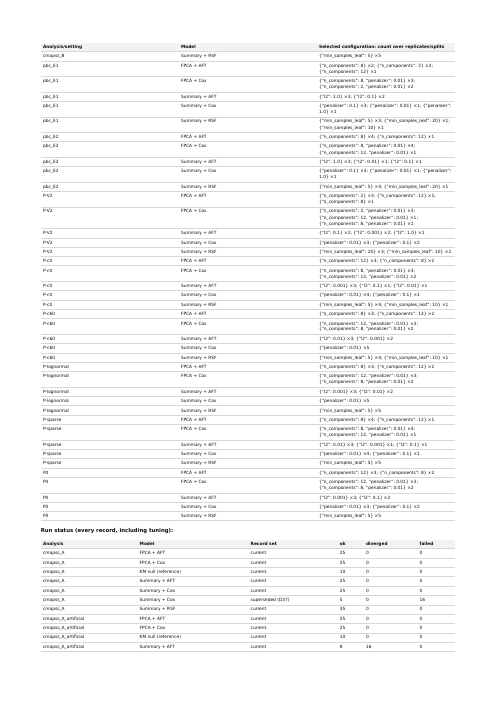 Analysis/setting Model Selected configuration: count over replicates/splits
cmapss_B Summary + RSF {"min_samples_leaf": 5} ×5
pbc_E1 FPCA + AFT {"n_components": 8} ×2; {"n_components": 2} ×2;
{"n_components": 12} ×1
pbc_E1 FPCA + Cox {"n_components": 8, "penalizer": 0.01} ×3;
{"n_components": 2, "penalizer": 0.01} ×2
pbc_E1 Summary + AFT {"l2": 1.0} ×3; {"l2": 0.1} ×2
pbc_E1 Summary + Cox {"penalizer": 0.1} ×3; {"penalizer": 0.01} ×1; {"penalizer":
1.0} ×1
pbc_E1 Summary + RSF {"min_samples_leaf": 5} ×3; {"min_samples_leaf": 20} ×1;
{"min_samples_leaf": 10} ×1
pbc_E2 FPCA + AFT {"n_components": 8} ×4; {"n_components": 12} ×1
pbc_E2 FPCA + Cox {"n_components": 8, "penalizer": 0.01} ×4;
{"n_components": 12, "penalizer": 0.01} ×1
pbc_E2 Summary + AFT {"l2": 1.0} ×3; {"l2": 0.01} ×1; {"l2": 0.1} ×1
pbc_E2 Summary + Cox {"penalizer": 0.1} ×3; {"penalizer": 0.01} ×1; {"penalizer":
1.0} ×1
pbc_E2 Summary + RSF {"min_samples_leaf": 5} ×4; {"min_samples_leaf": 20} ×1
P-V2 FPCA + AFT {"n_components": 2} ×3; {"n_components": 12} ×1;
{"n_components": 8} ×1
P-V2 FPCA + Cox {"n_components": 2, "penalizer": 0.01} ×3;
{"n_components": 12, "penalizer": 0.01} ×1;
{"n_components": 8, "penalizer": 0.01} ×1
P-V2 Summary + AFT {"l2": 0.1} ×2; {"l2": 0.001} ×2; {"l2": 1.0} ×1
P-V2 Summary + Cox {"penalizer": 0.01} ×3; {"penalizer": 0.1} ×2
P-V2 Summary + RSF {"min_samples_leaf": 20} ×3; {"min_samples_leaf": 10} ×2
P-c0 FPCA + AFT {"n_components": 12} ×3; {"n_components": 8} ×2
P-c0 FPCA + Cox {"n_components": 8, "penalizer": 0.01} ×3;
{"n_components": 12, "penalizer": 0.01} ×2
P-c0 Summary + AFT {"l2": 0.001} ×3; {"l2": 0.1} ×1; {"l2": 0.01} ×1
P-c0 Summary + Cox {"penalizer": 0.01} ×4; {"penalizer": 0.1} ×1
P-c0 Summary + RSF {"min_samples_leaf": 5} ×4; {"min_samples_leaf": 10} ×1
P-c60 FPCA + AFT {"n_components": 8} ×3; {"n_components": 12} ×2
P-c60 FPCA + Cox {"n_components": 12, "penalizer": 0.01} ×3;
{"n_components": 8, "penalizer": 0.01} ×2
P-c60 Summary + AFT {"l2": 0.01} ×3; {"l2": 0.001} ×2
P-c60 Summary + Cox {"penalizer": 0.01} ×5
P-c60 Summary + RSF {"min_samples_leaf": 5} ×4; {"min_samples_leaf": 10} ×1
P-lognormal FPCA + AFT {"n_components": 8} ×3; {"n_components": 12} ×2
P-lognormal FPCA + Cox {"n_components": 12, "penalizer": 0.01} ×3;
{"n_components": 8, "penalizer": 0.01} ×2
P-lognormal Summary + AFT {"l2": 0.001} ×3; {"l2": 0.01} ×2
P-lognormal Summary + Cox {"penalizer": 0.01} ×5
P-lognormal Summary + RSF {"min_samples_leaf": 5} ×5
P-sparse FPCA + AFT {"n_components": 8} ×4; {"n_components": 12} ×1
P-sparse FPCA + Cox {"n_components": 8, "penalizer": 0.01} ×4;
{"n_components": 12, "penalizer": 0.01} ×1
P-sparse Summary + AFT {"l2": 0.01} ×3; {"l2": 0.001} ×1; {"l2": 0.1} ×1
P-sparse Summary + Cox {"penalizer": 0.01} ×4; {"penalizer": 0.1} ×1
P-sparse Summary + RSF {"min_samples_leaf": 5} ×5
P0 FPCA + AFT {"n_components": 12} ×3; {"n_components": 8} ×2
P0 FPCA + Cox {"n_components": 12, "penalizer": 0.01} ×3;
{"n_components": 8, "penalizer": 0.01} ×2
P0 Summary + AFT {"l2": 0.001} ×3; {"l2": 0.1} ×2
P0 Summary + Cox {"penalizer": 0.01} ×3; {"penalizer": 0.1} ×2
P0 Summary + RSF {"min_samples_leaf": 5} ×5
Run status (every record, including tuning):
Analysis Model Record set ok diverged failed
cmapss_A FPCA + AFT current 25 0 0
cmapss_A FPCA + Cox current 25 0 0
cmapss_A KM null (reference) current 10 0 0
cmapss_A Summary + AFT current 25 0 0
cmapss_A Summary + Cox current 25 0 0
cmapss_A Summary + Cox superseded (D37) 5 0 16
cmapss_A Summary + RSF current 35 0 0
cmapss_A_artificial FPCA + AFT current 25 0 0
cmapss_A_artificial FPCA + Cox current 25 0 0
cmapss_A_artificial KM null (reference) current 10 0 0
cmapss_A_artificial Summary + AFT current 8 16 0